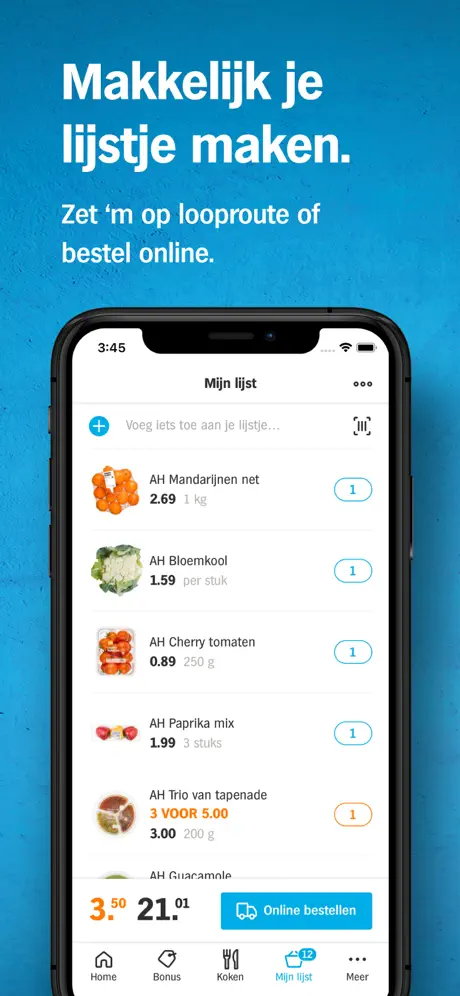 Makkelijk je
lijstje maken.
Zet ‘m op looproute of
bestel online.
3:45
Mijn lijst
Voeg iets toe aan je lijstje...
AH Mandarijnen net
2.69 1 kg
1
AH Bloemkool
1.59 per stuk
1
AH Cherry tomaten
0.89 250 g
1
AH Paprika mix
1.99 3 stuks
1
AH Trio van tapenade
3 VOOR 5.00
3.00 200 g
1
AH Guacamole
3.50 21.01 Online bestellen
12
Home Bonus Koken Mijn lijst Meer